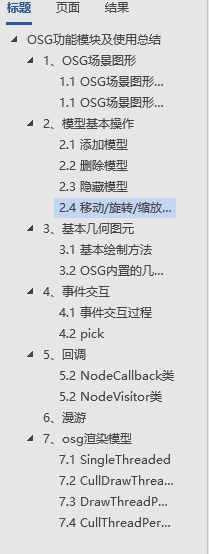 标题 页面 结果
OSG功能模块及使用总结
1、OSG场景图形
1.1 OSG场景图形...
1.1 OSG场景图形...
2、模型基本操作
2.1 添加模型
2.2 删除模型
2.3 隐藏模型
2.4 移动/旋转/缩放...
3、基本几何图元
3.1 基本绘制方法
3.2 OSG内置的几...
4、事件交互
4.1 事件交互过程
4.2 pick
5、回调
5.2 NodeCallback类
5.2 NodeVisitor类
6、漫游
7、osg渲染模型
7.1 SingleThreaded
7.2 CullDrawThrea...
7.3 DrawThreadP...
7.4 CullThreadPer...